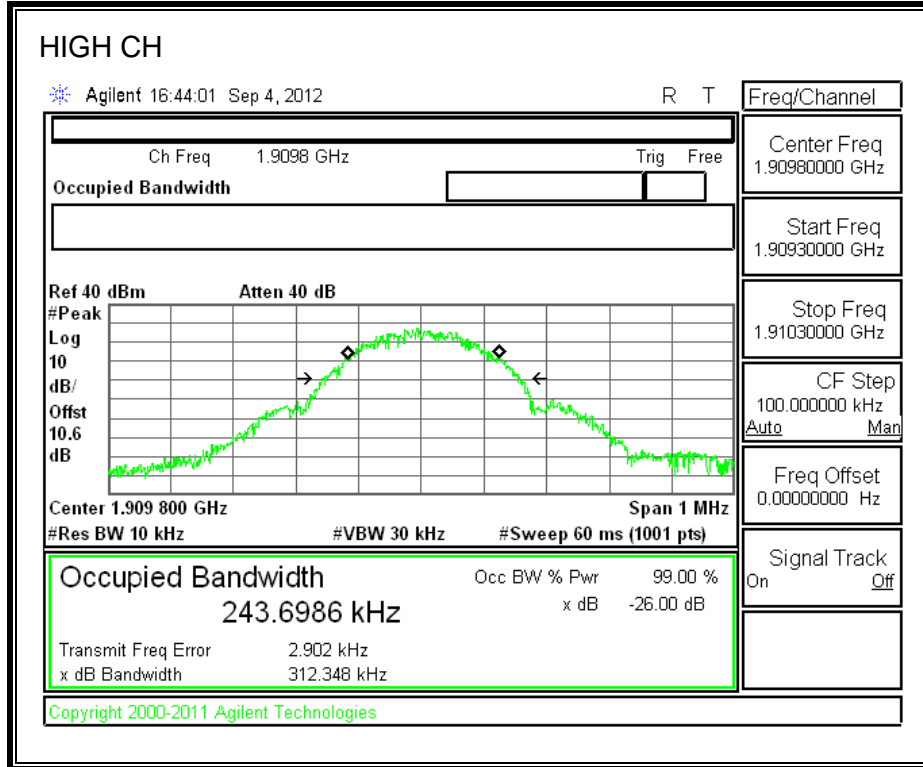 HIGH CH
Agilent 16:44:01 Sep 4, 2012 R T
Freq/Channel
Ch Freq 1.9098 GHz Trig Free
Occupied Bandwidth
Center Freq
1.90980000 GHz
Start Freq
1.90930000 GHz
Stop Freq
1.91030000 GHz
CF Step
100.000000 kHz
Auto Man
Freq Offset
0.00000000 Hz
Signal Track
On Off
Ref 40 dBm Atten 40 dB
#Peak
Log
10
dB/
Offst
10.6
dB
Center 1.909 800 GHz Span 1 MHz
#Res BW 10 kHz #VBW 30 kHz #Sweep 60 ms (1001 pts)
Occupied Bandwidth Occ BW % Pwr 99.00 %
243.6986 kHz x dB -26.00 dB
Transmit Freq Error 2.902 kHz
x dB Bandwidth 312.348 kHz
Copyright 2000-2011 Agilent Technologies